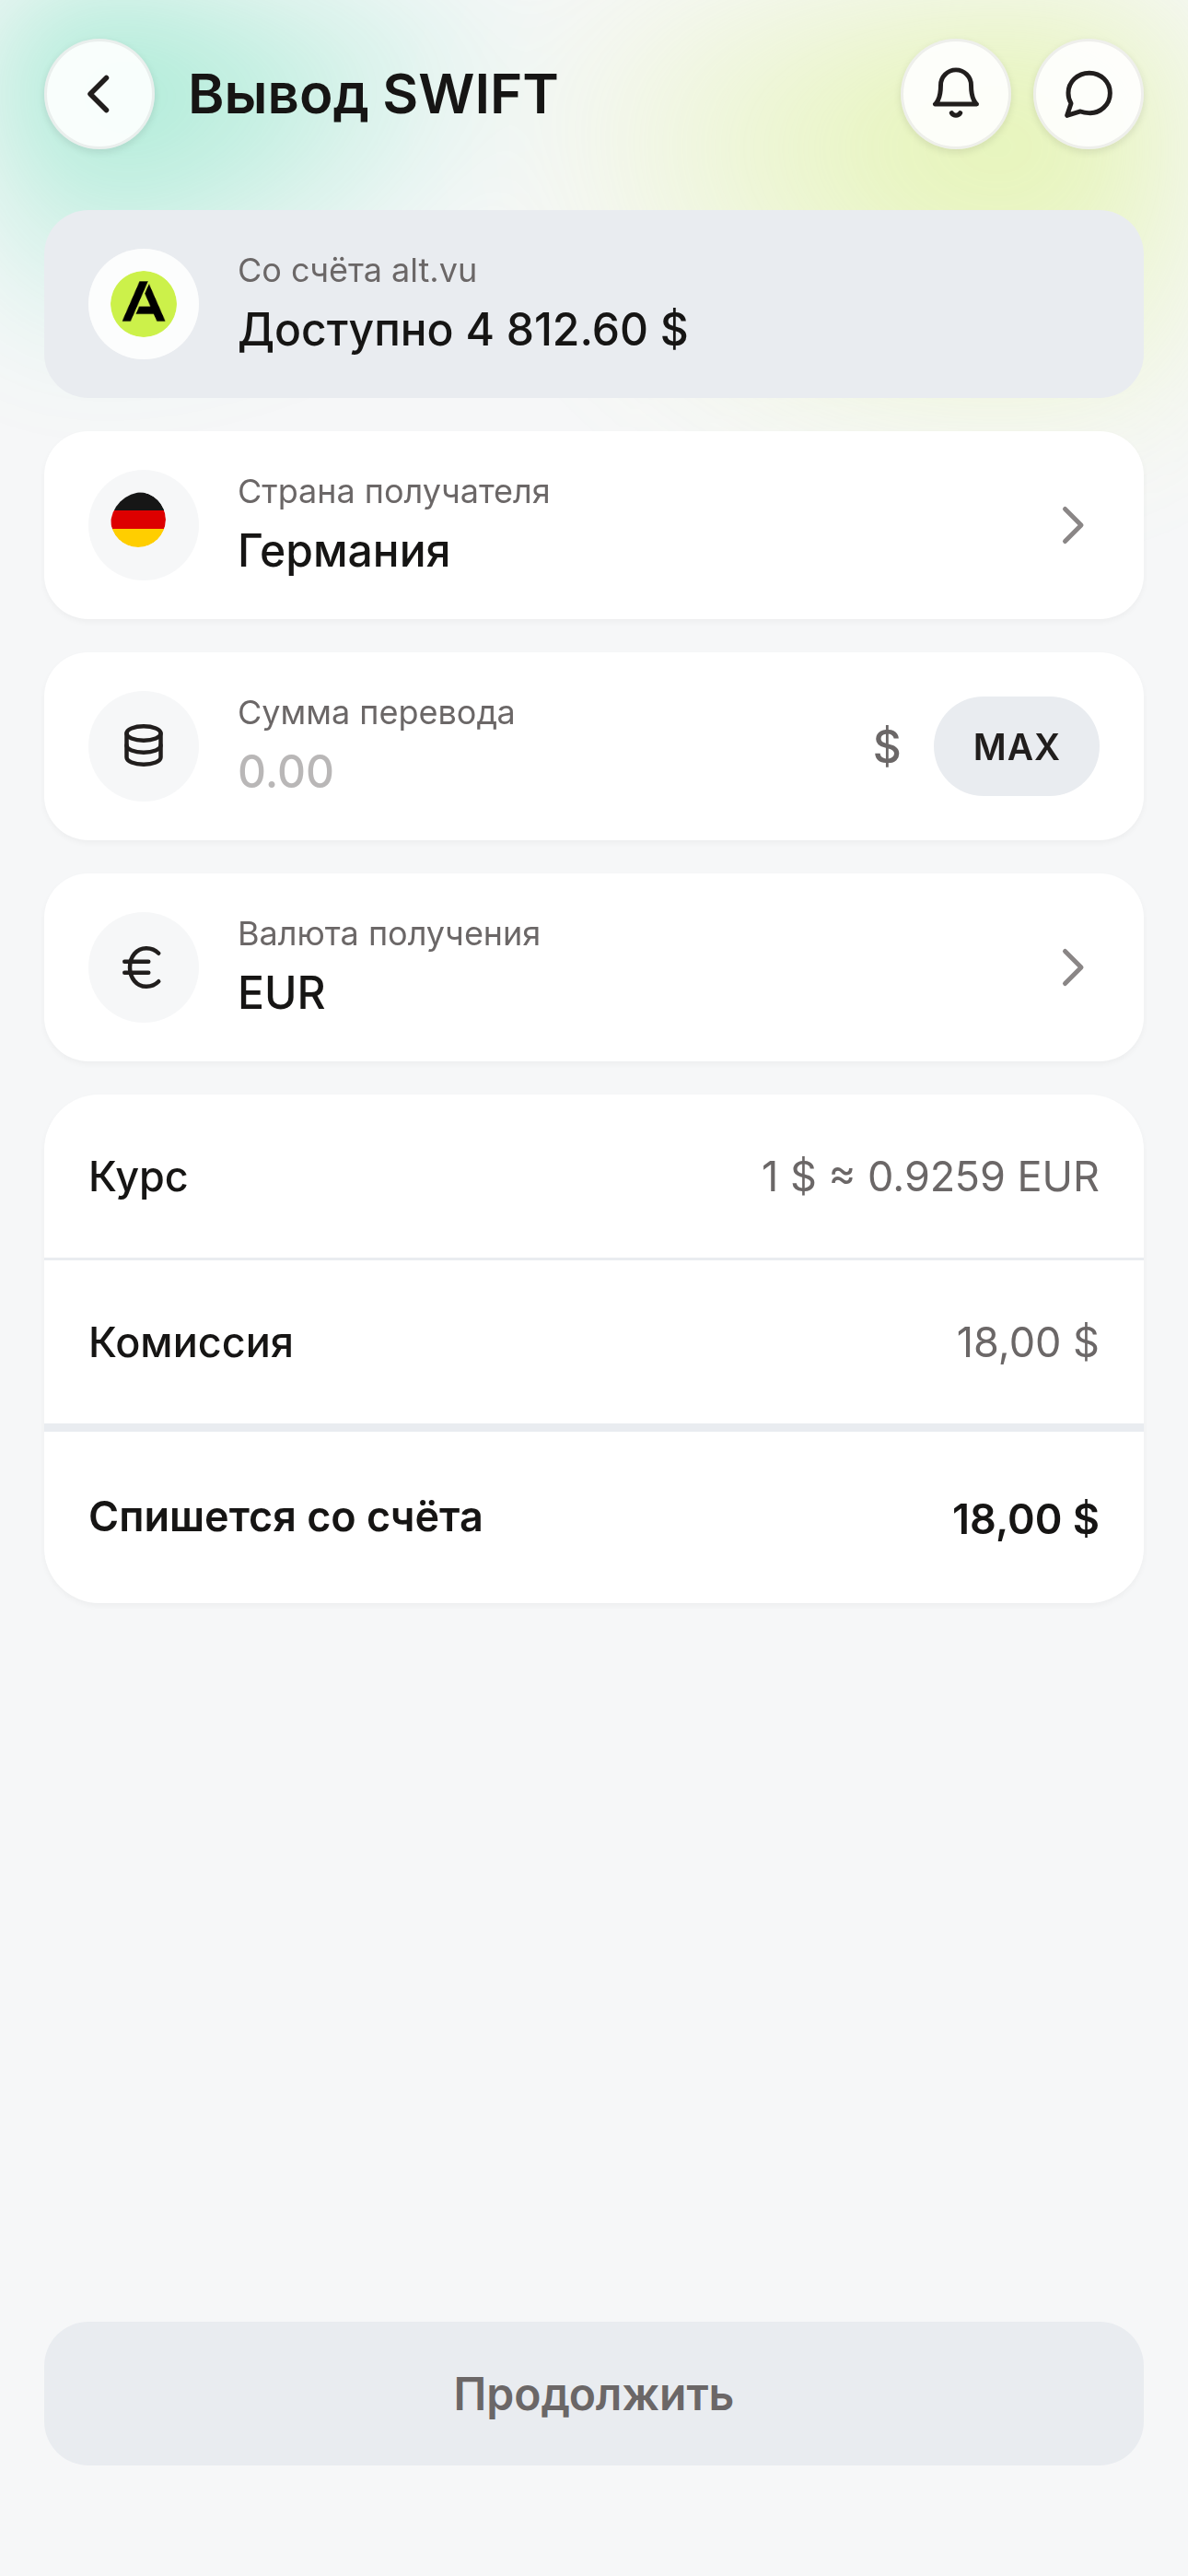 Вывод SWIFT
Со счёта alt.vu
Доступно 4 812.60 $
Страна получателя
Германия
Сумма перевода
0.00
$ MAX
Валюта получения
EUR
Курс 1 $ ≈ 0.9259 EUR
Комиссия 18,00 $
Спишется со счёта 18,00 $
Продолжить